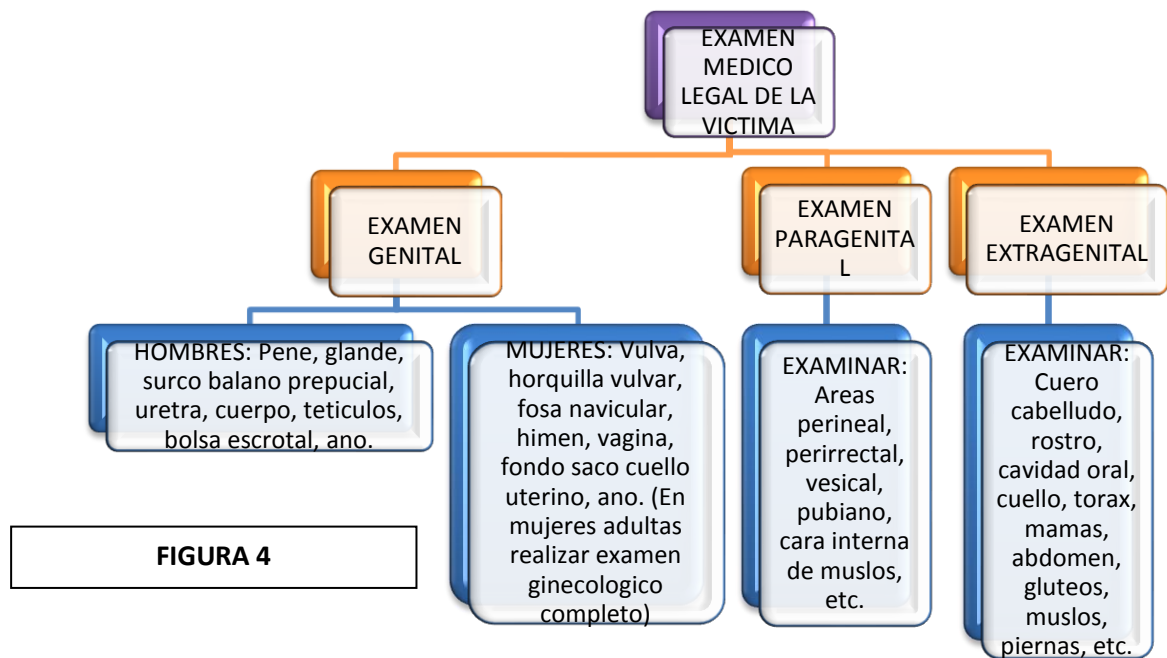 EXAMEN
MEDICO
LEGAL DE LA
VICTIMA
EXAMEN
GENITAL
EXAMEN
PARAGENITA
L
EXAMEN
EXTRAGENITAL
HOMBRES: Pene, glande,
surco balano prepucial,
uretra, cuerpo, teticulos,
bolsa escrotal, ano.
MUJERES: Vulva,
horquilla vulvar,
fosa navicular,
himen, vagina,
fondo saco cuello
uterino, ano. (En
mujeres adultas
realizar examen
ginecologico
completo)
EXAMINAR:
Areas
perineal,
perirrectal,
vesical,
pubiano,
cara interna
de muslos,
etc.
EXAMINAR:
Cuero
cabelludo,
rostro,
cavidad oral,
cuello, torax,
mamas,
abdomen,
gluteos,
muslos,
piernas, etc.
FIGURA 4